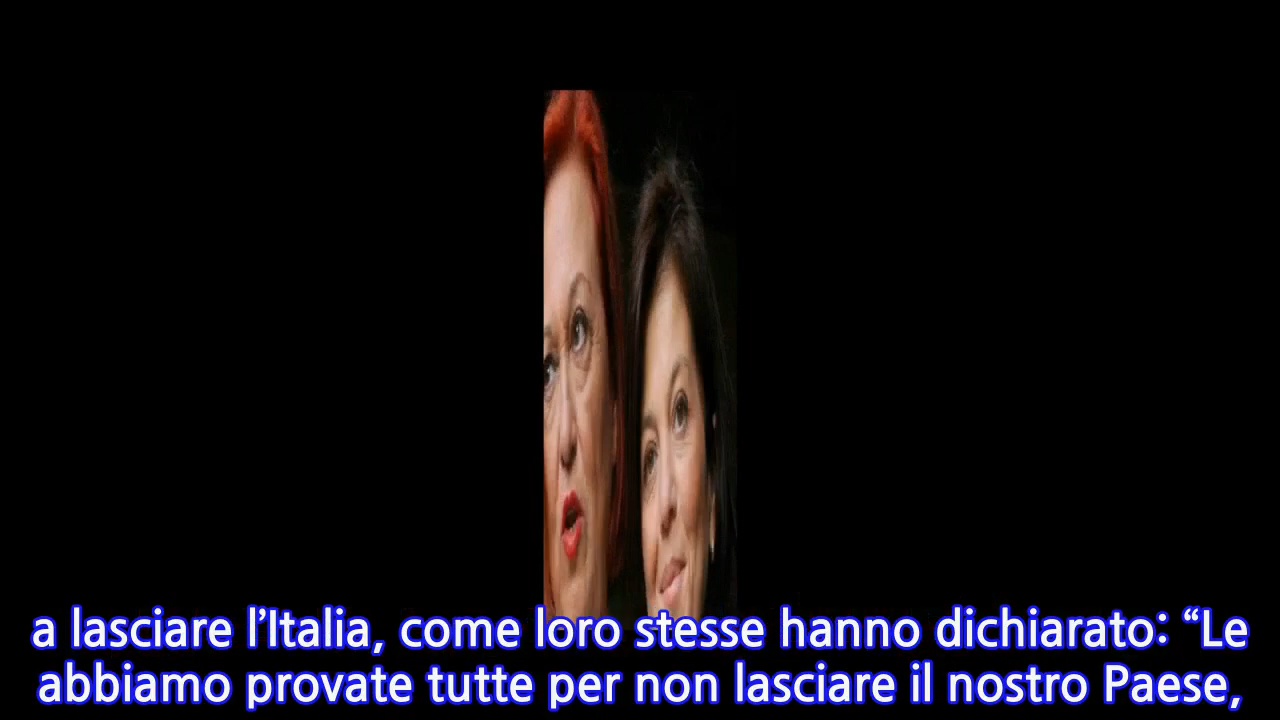 a lasciare l’Italia, come loro stesse hanno dichiarato: “Le
abbiamo provate tutte per non lasciare il nostro Paese,